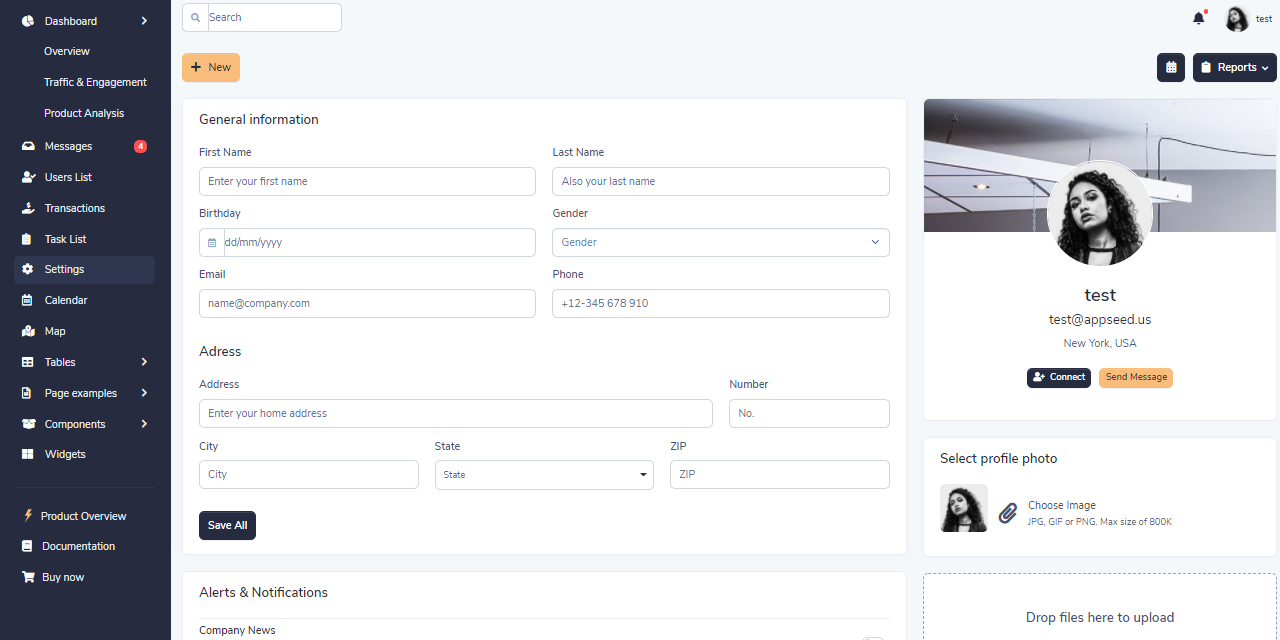 Dashboard
Overview
Traffic & Engagement
Product Analysis
Messages 4
Users List
Transactions
Task List
Settings
Calendar
Map
Tables
Page examples
Components
Widgets
Product Overview
Documentation
Buy now
Search
test
New
Reports
General information
First Name Last Name
Enter your first name Also your last name
Birthday Gender
dd/mm/yyyy Gender
Email Phone
name@company.com +12-345 678 910
Adress
Address Number
Enter your home address No.
City State ZIP
City State ZIP
Save All
Alerts & Notifications
Company News
test
test@appseed.us
New York, USA
Connect Send Message
Select profile photo
Choose Image
JPG, GIF or PNG. Max size of 800K
Drop files here to upload